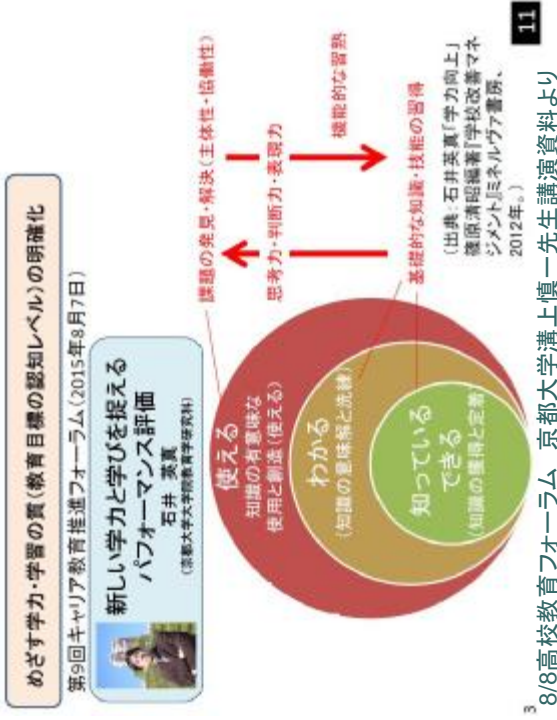 めざす学力・学習の質(教育目標の認知レベル)の明確化
第9回キャリア教育推進フォーラム(2015年8月7日)
新しい学力と学びを捉える
パフォーマンス評価
石井 英真
(京都大学大学院教育学研究科)
使える
知識の有意味な
使用と創造(使える)
わかる
(知識の意味理解と洗練)
知っている
できる
(知識の獲得と定着)
課題の発見・解決(主体性・協働性)
思考力・判断力・表現力
機能的な習熟
基礎的な知識・技能の習得
(出典:石井英真「学力向上」
篠原清昭編著『学校改善マネ
ジメント』ミネルヴァ書房、
2012年。)
11
3
8/8高校教育フォーラム 京都大学溝上慎一先生講演資料より